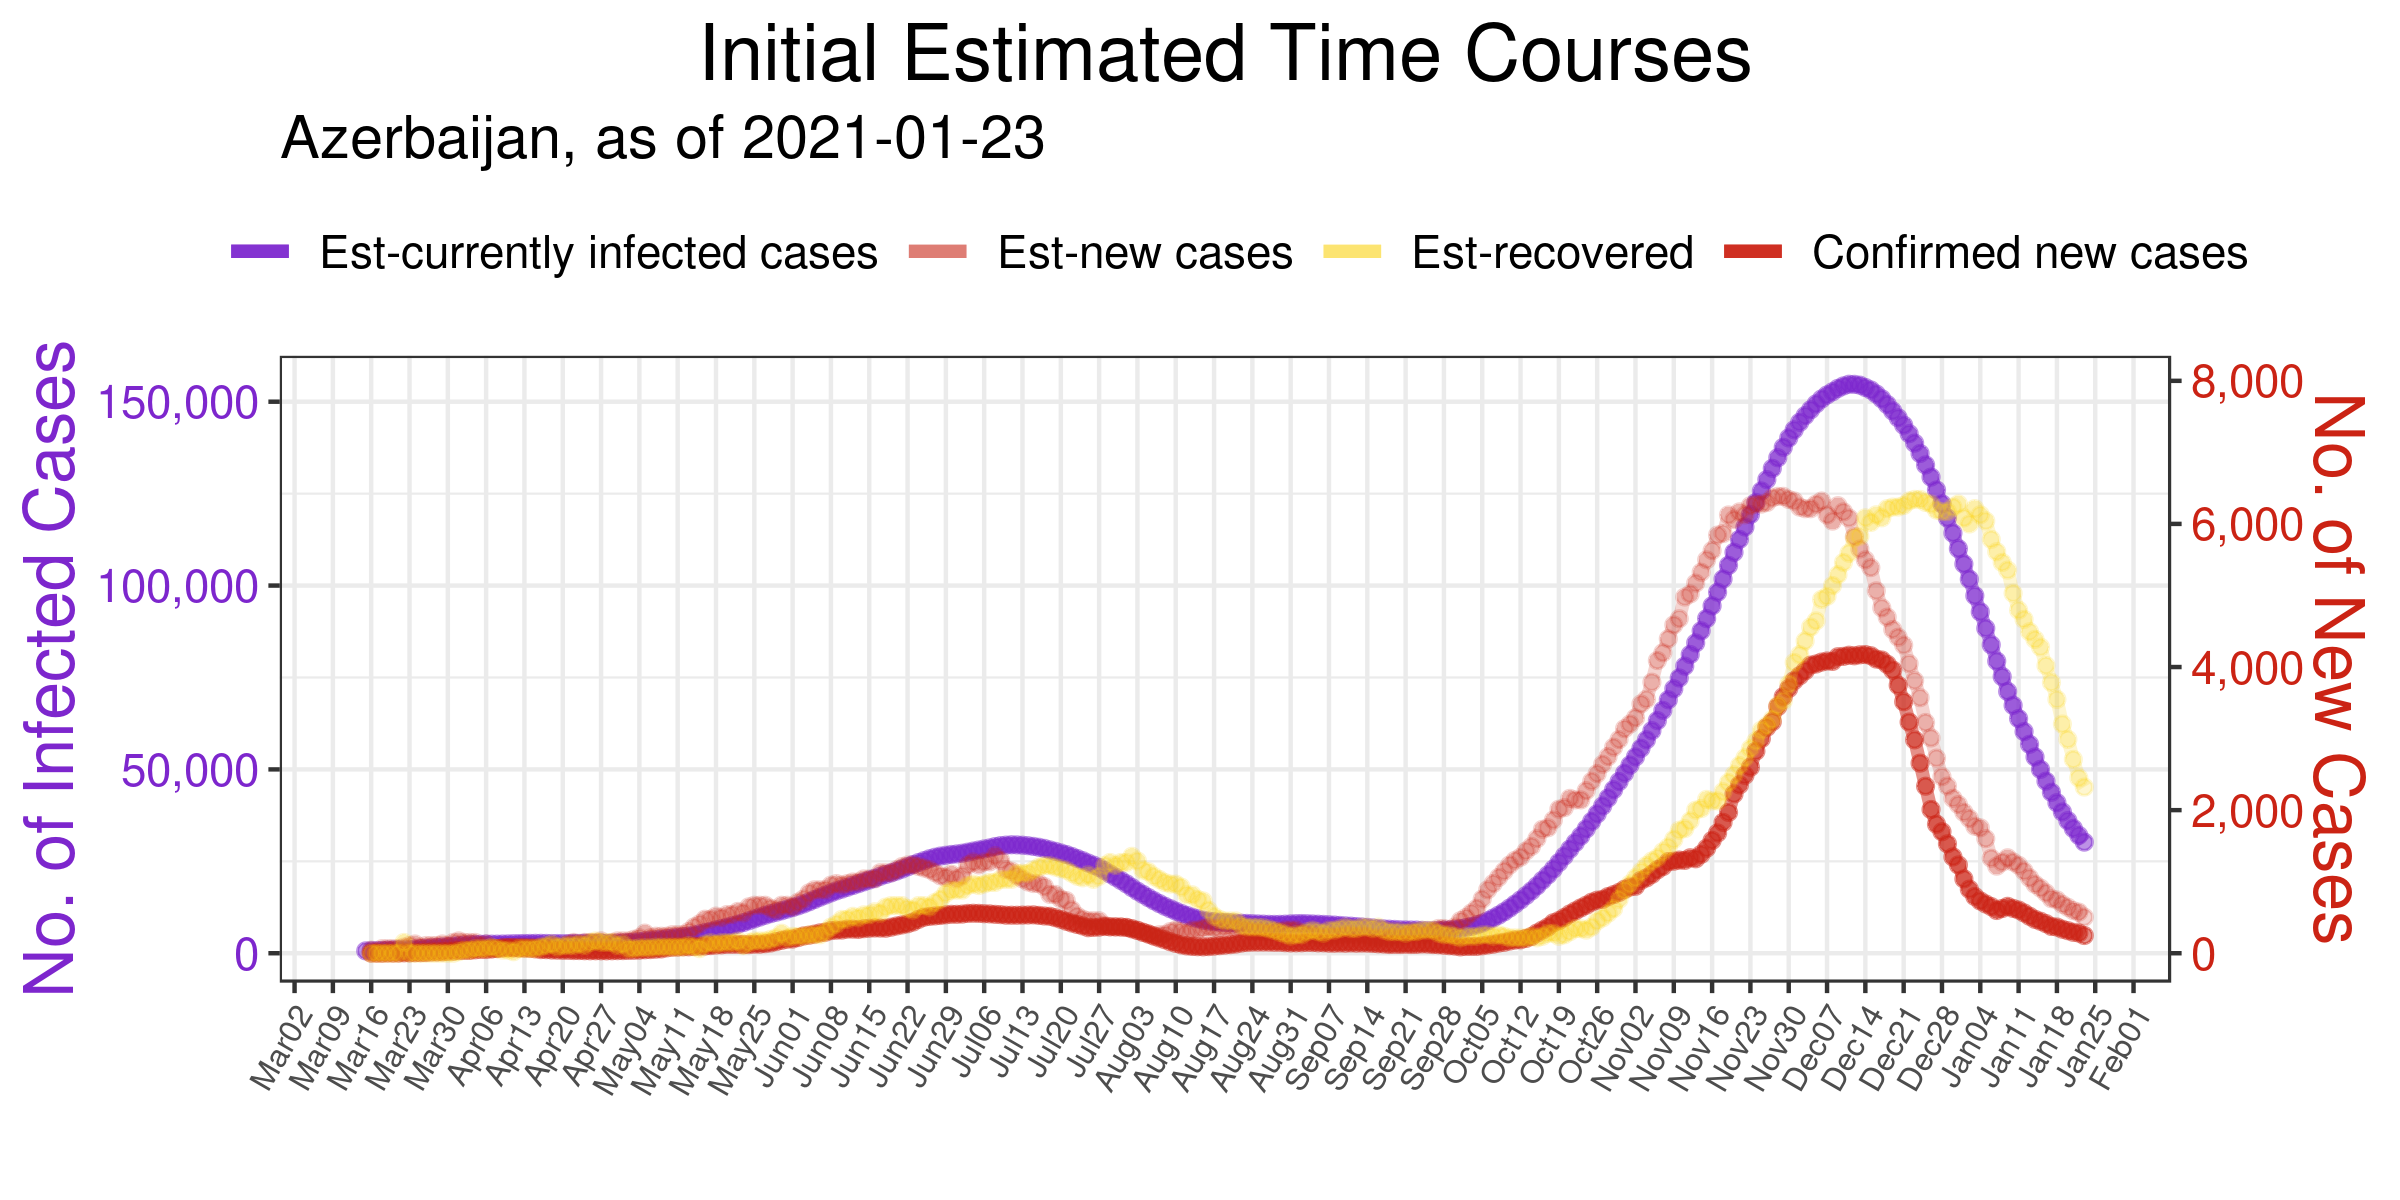 Initial Estimated Time Courses
Azerbaijan, as of 2021-01-23
Est-currently infected cases Est-new cases Est-recovered Confirmed new cases
No. of Infected Cases
150,000
100,000
50,000
0
8,000
6,000
4,000
2,000
0
No. of New Cases
Mar02 Mar09 Mar16 Mar23 Mar30 Apr06 Apr13 Apr20 Apr27 May04 May11 May18 May25 Jun01 Jun08 Jun15 Jun22 Jun29 Jul06 Jul13 Jul20 Jul27 Aug03 Aug10 Aug17 Aug24 Aug31 Sep07 Sep14 Sep21 Sep28 Oct05 Oct12 Oct19 Oct26 Nov02 Nov09 Nov16 Nov23 Nov30 Dec07 Dec14 Dec21 Dec28 Jan04 Jan11 Jan18 Jan25 Feb01